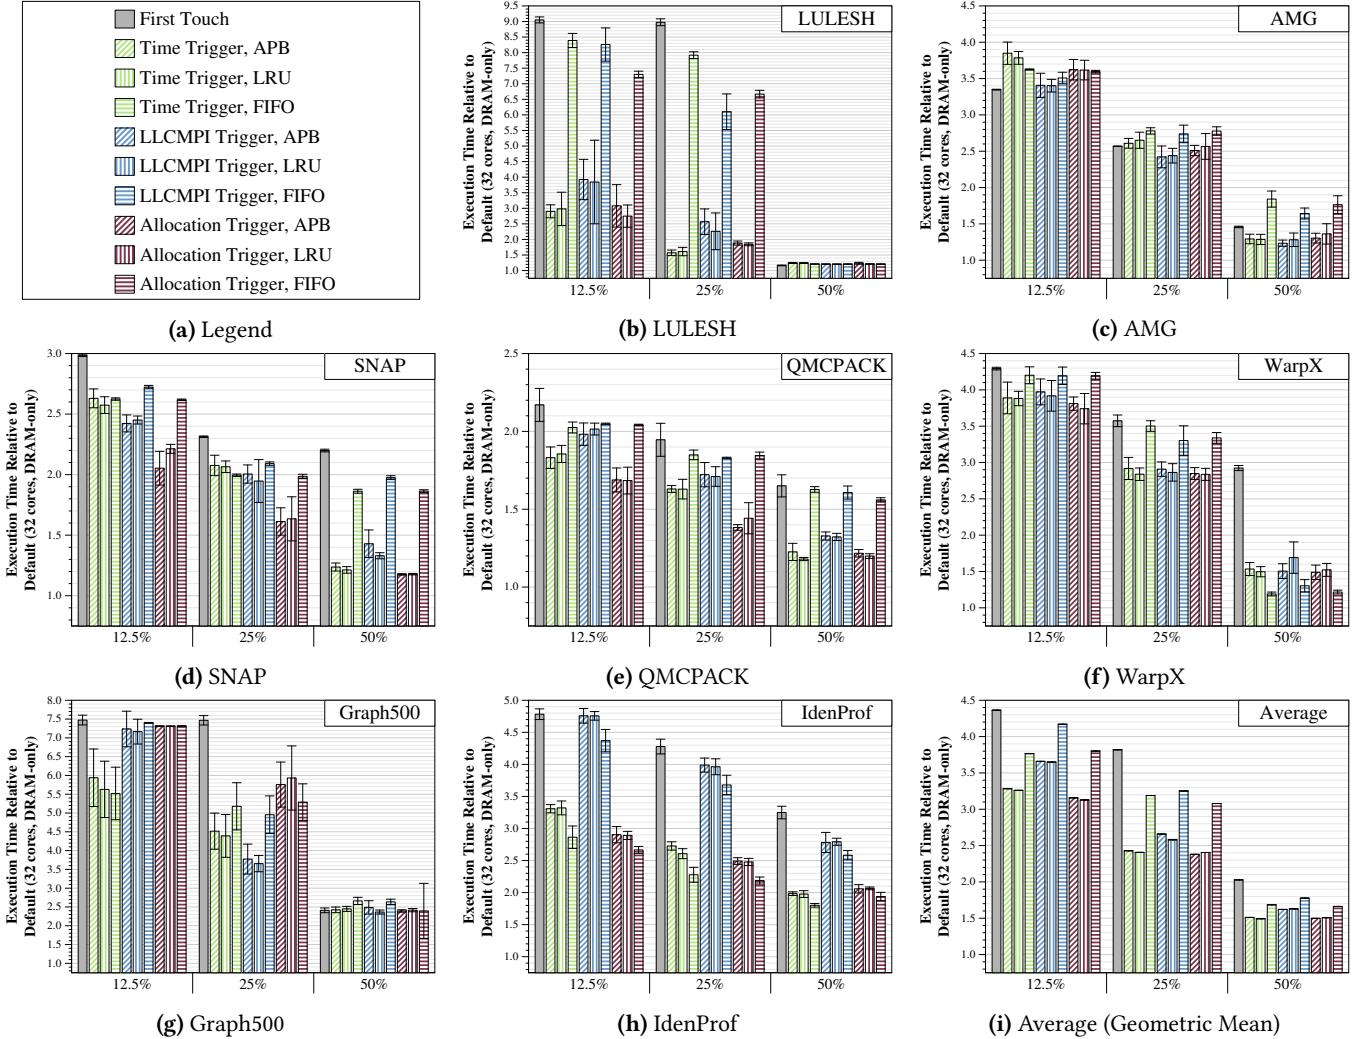 First Touch
Time Trigger, APB
Time Trigger, LRU
Time Trigger, FIFO
LLCMPI Trigger, APB
LLCMPI Trigger, LRU
LLCMPI Trigger, FIFO
Allocation Trigger, APB
Allocation Trigger, LRU
Allocation Trigger, FIFO
(a) Legend
Execution Time Relative to
Default (32 cores, DRAM-only)
9.5
9.0
8.5
8.0
7.5
7.0
6.5
6.0
5.5
5.0
4.5
4.0
3.5
3.0
2.5
2.0
1.5
1.0
LULESH
12.5% 25% 50%
(b) LULESH
Execution Time Relative to
Default (32 cores, DRAM-only)
4.5
4.0
3.5
3.0
2.5
2.0
1.5
1.0
AMG
12.5% 25% 50%
(c) AMG
Execution Time Relative to
Default (32 cores, DRAM-only)
3.0
2.5
2.0
1.5
1.0
SNAP
12.5% 25% 50%
(d) SNAP
Execution Time Relative to
Default (32 cores, DRAM-only)
2.5
2.0
1.5
1.0
QMCPACK
12.5% 25% 50%
(e) QMCPACK
Execution Time Relative to
Default (32 cores, DRAM-only)
4.5
4.0
3.5
3.0
2.5
2.0
1.5
1.0
WarpX
12.5% 25% 50%
(f) WarpX
Execution Time Relative to
Default (32 cores, DRAM-only)
8.0
7.5
7.0
6.5
6.0
5.5
5.0
4.5
4.0
3.5
3.0
2.5
2.0
1.5
1.0
Graph500
12.5% 25% 50%
(g) Graph500
Execution Time Relative to
Default (32 cores, DRAM-only)
5.0
4.5
4.0
3.5
3.0
2.5
2.0
1.5
1.0
IdenProf
12.5% 25% 50%
(h) IdenProf
Execution Time Relative to
Default (32 cores, DRAM-only)
4.5
4.0
3.5
3.0
2.5
2.0
1.5
1.0
Average
12.5% 25% 50%
(i) Average (Geometric Mean)